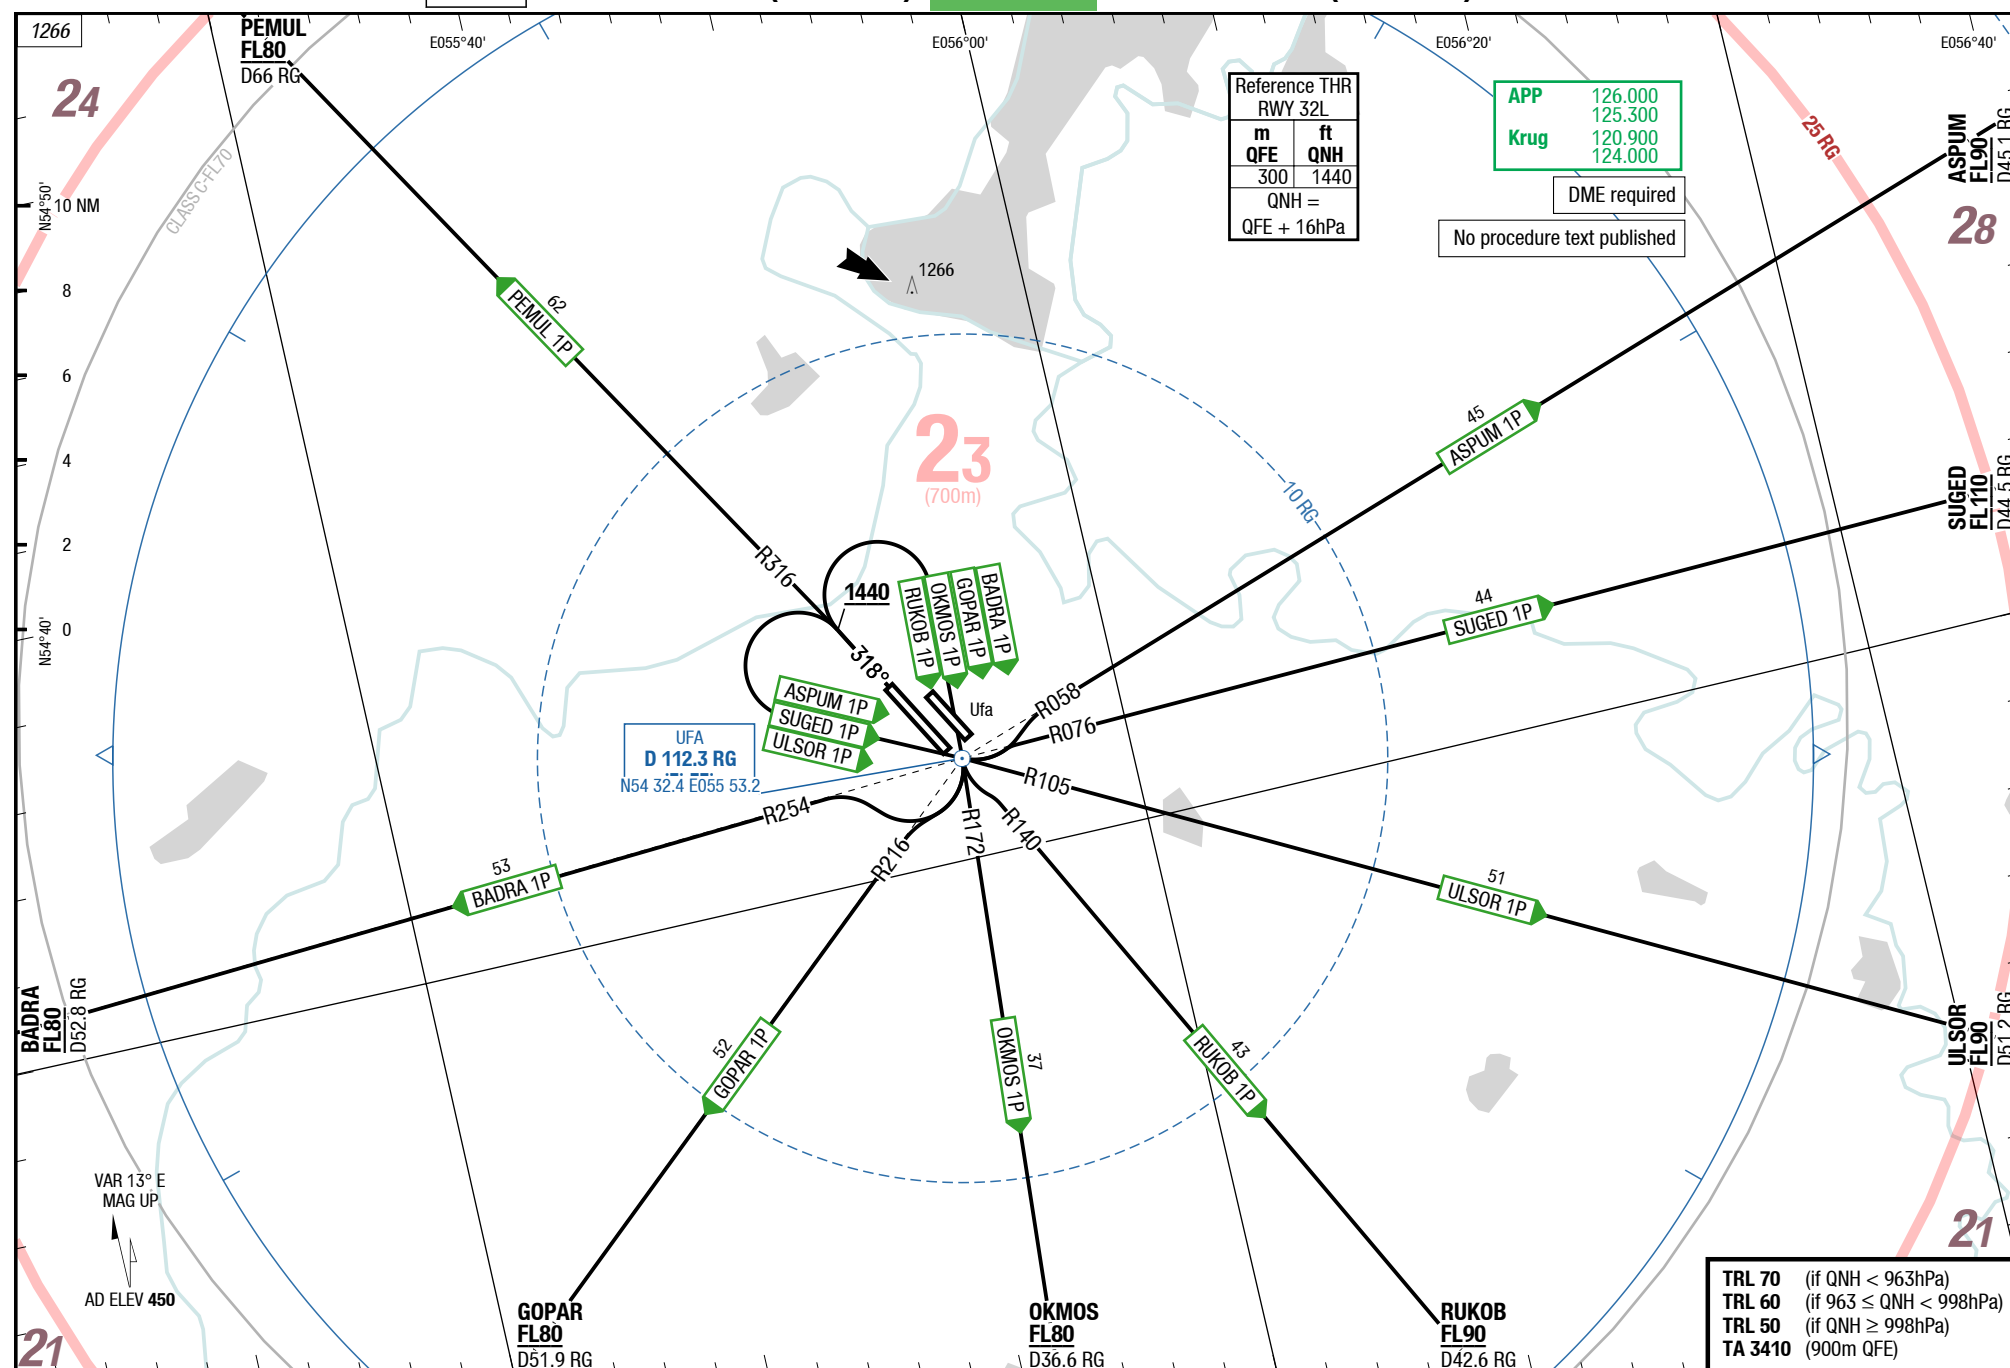 1266
PEMUL
FL80
D66 RG
E055°40'
E056°00'
E056°20'
E056°40'
24
CLASS C-FL70
N54°50'
10 NM
8
6
4
2
0
N54°40'
Reference THR
RWY 32L
m ft
QFE QNH
300 1440
QNH =
QFE + 16hPa
APP 126.000
125.300
Krug 120.900
124.000
DME required
No procedure text published
25 RG
ASPUM
FL90
D45.1 RG
28
1266
62
PEMUL 1P
23
(700m)
10 RG
45
ASPUM 1P
SUGED
FL110
D44.5 RG
R316
1440
318°
RUKOB 1P
OKMOS 1P
GOPAR 1P
BADRA 1P
44
SUGED 1P
ASPUM 1P
SUGED 1P
ULSOR 1P
Ufa
R058
R076
UFA
D 112.3 RG
N54 32.4 E055 53.2
R254
R216
R172
R140
R105
53
BADRA 1P
51
ULSOR 1P
BADRA
FL80
D52.8 RG
52
GOPAR 1P
37
OKMOS 1P
43
RUKOB 1P
ULSOR
FL90
D51.2 RG
VAR 13° E
MAG UP
AD ELEV 450
21
21
GOPAR
FL80
D51.9 RG
OKMOS
FL80
D36.6 RG
RUKOB
FL90
D42.6 RG
TRL 70 (if QNH < 963hPa)
TRL 60 (if 963 ≤ QNH < 998hPa)
TRL 50 (if QNH ≥ 998hPa)
TA 3410 (900m QFE)